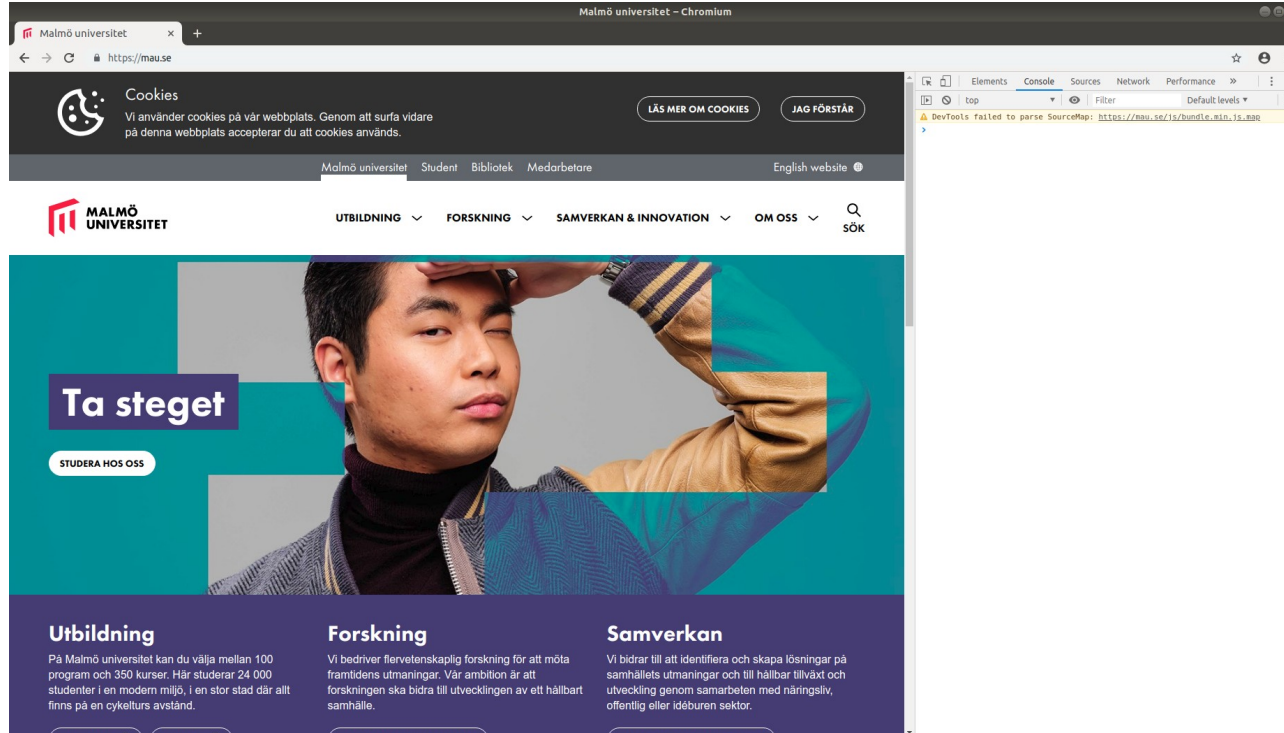 Malmö universitet – Chromium
Malmö universitet × +
https://mau.se
Elements Console Sources Network Performance »
top Filter Default levels ▼
DevTools failed to parse SourceMap: https://mau.se/js/bundle.min.js.map
Cookies
Vi använder cookies på vår webbplats. Genom att surfa vidare
på denna webbplats accepterar du att cookies används.
LÄS MER OM COOKIES
JAG FÖRSTÅR
Malmö universitet Student Bibliotek Medarbetare English website
MALMÖ
UNIVERSITET
UTBILDNING FORSKNING SAMVERKAN & INNOVATION OM OSS
SÖK
Ta steget
STUDERA HOS OSS
Utbildning
På Malmö universitet kan du välja mellan 100
program och 350 kurser. Här studerar 24 000
studenter i en modern miljö, i en stor stad där allt
finns på en cykelturs avstånd.
Forskning
Vi bedriver flervetenskaplig forskning för att möta
framtidens utmaningar. Vår ambition är att
forskningen ska bidra till utvecklingen av ett hållbart
samhälle.
Samverkan
Vi bidrar till att identifiera och skapa lösningar på
samhällets utmaningar och till hållbar tillväxt och
utveckling genom samarbeten med näringsliv,
offentlig eller idéburen sektor.